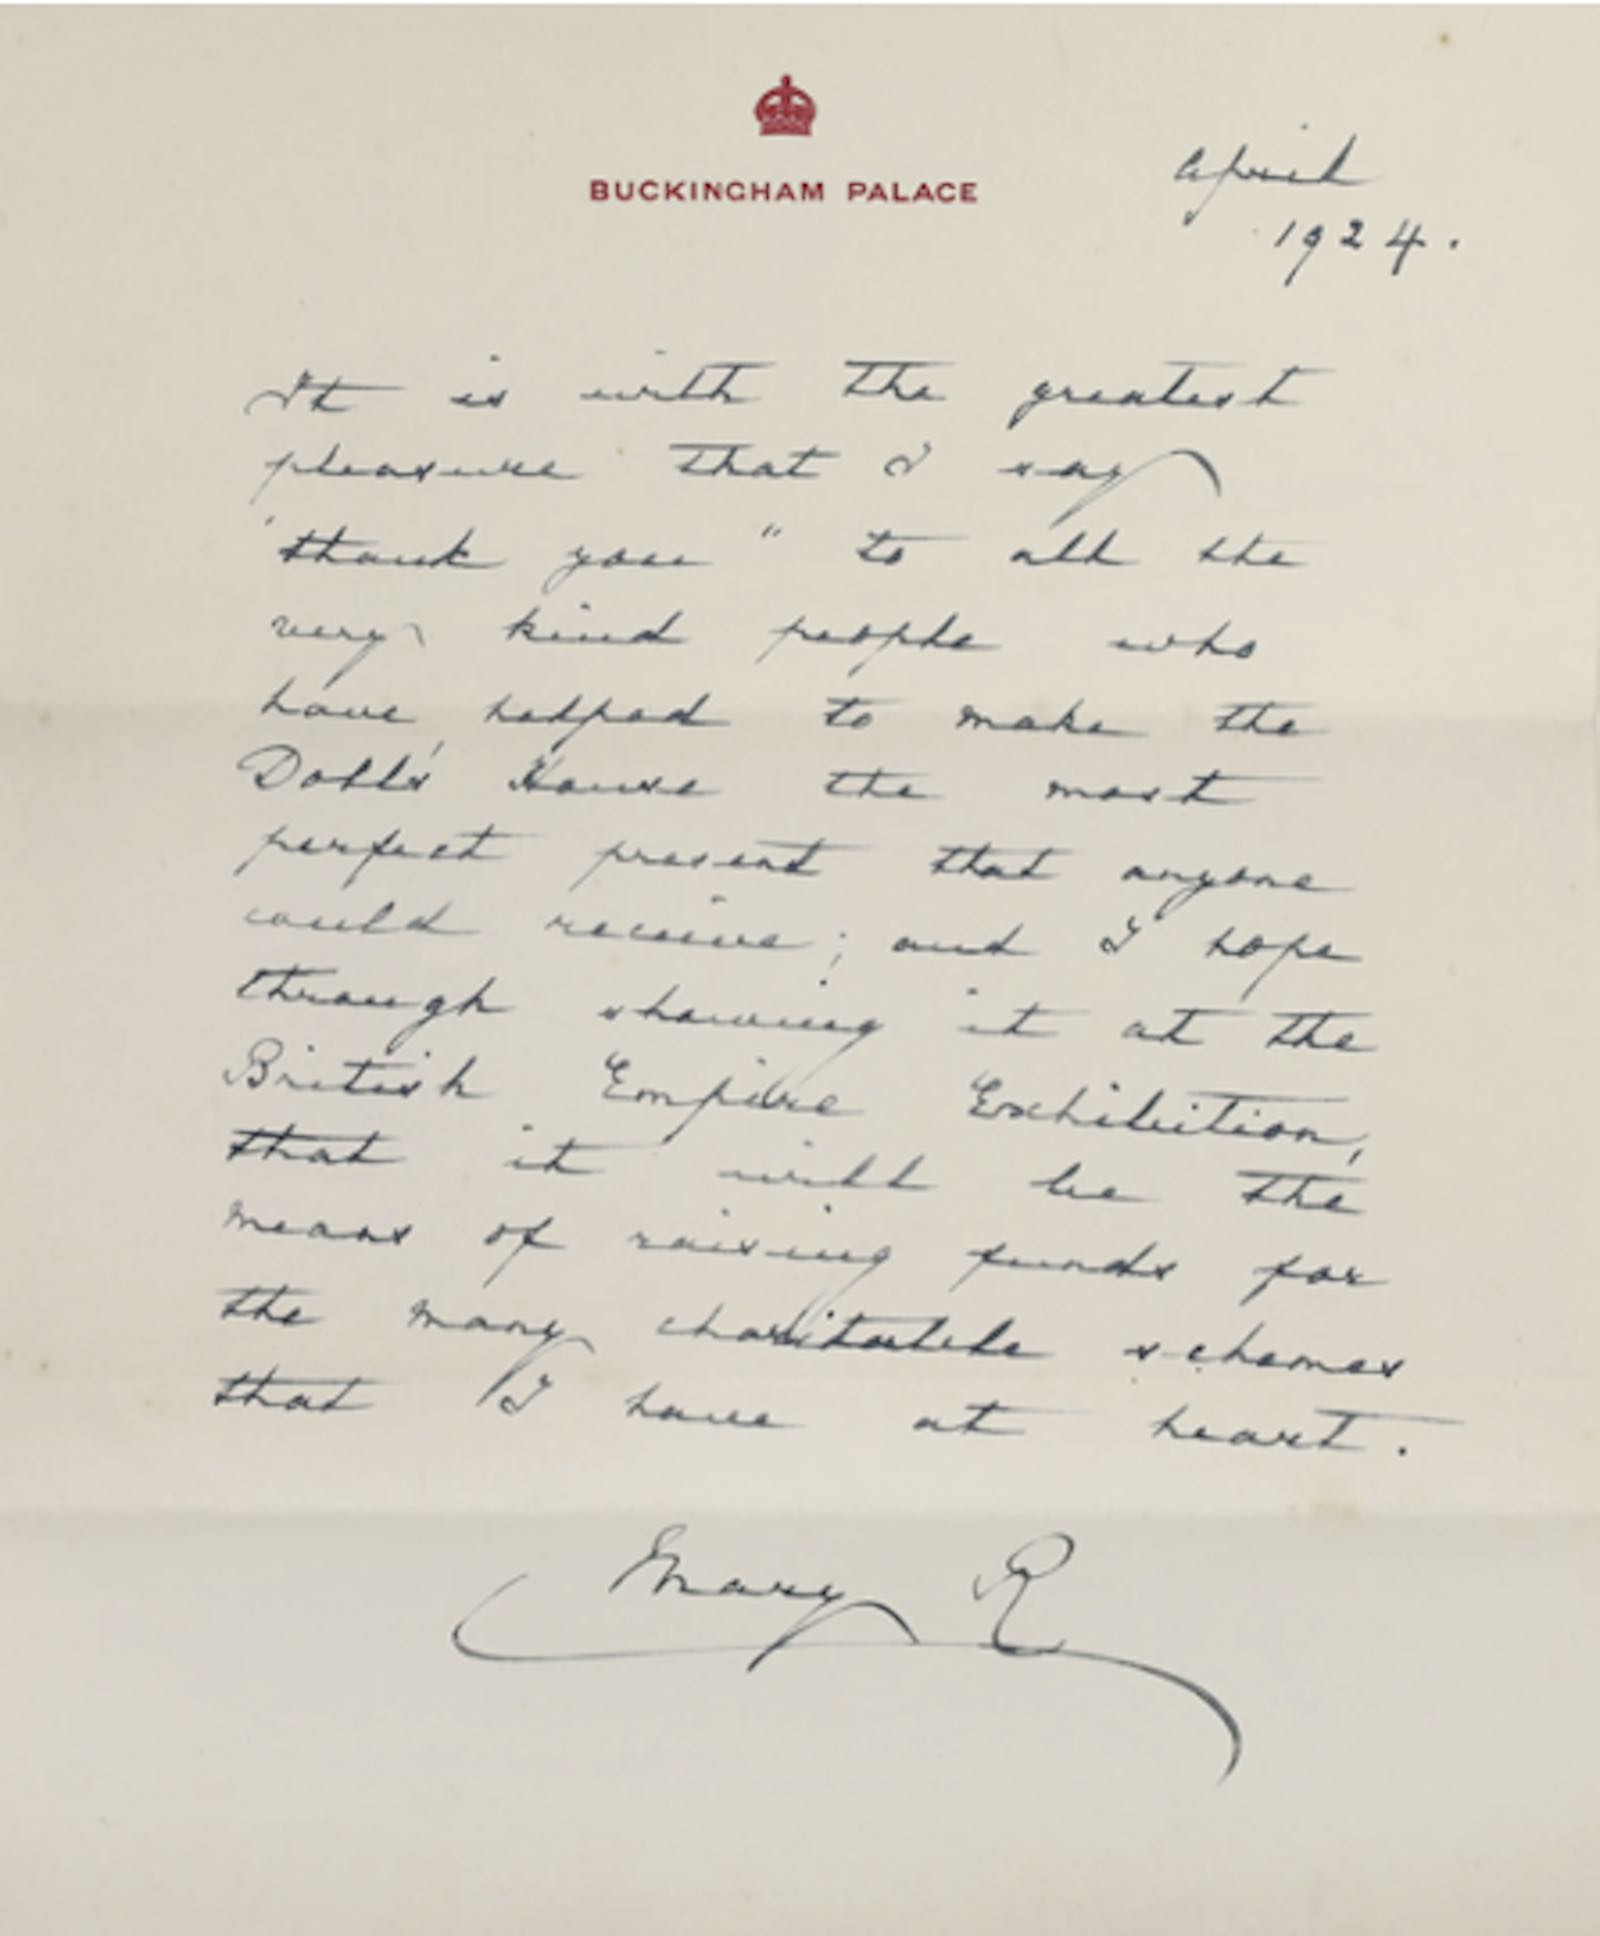 BUCKINGHAM PALACE
April
1924.
It is with the greatest
pleasure that I say
"thank you" to all the
very kind people who
have helped to make the
Doll's House the most
perfect present that anyone
could receive; and I hope
through showing it at the
British Empire Exhibition,
that it will be the
means of raising funds for
the many charitable schemes
that I have at heart.
Mary R